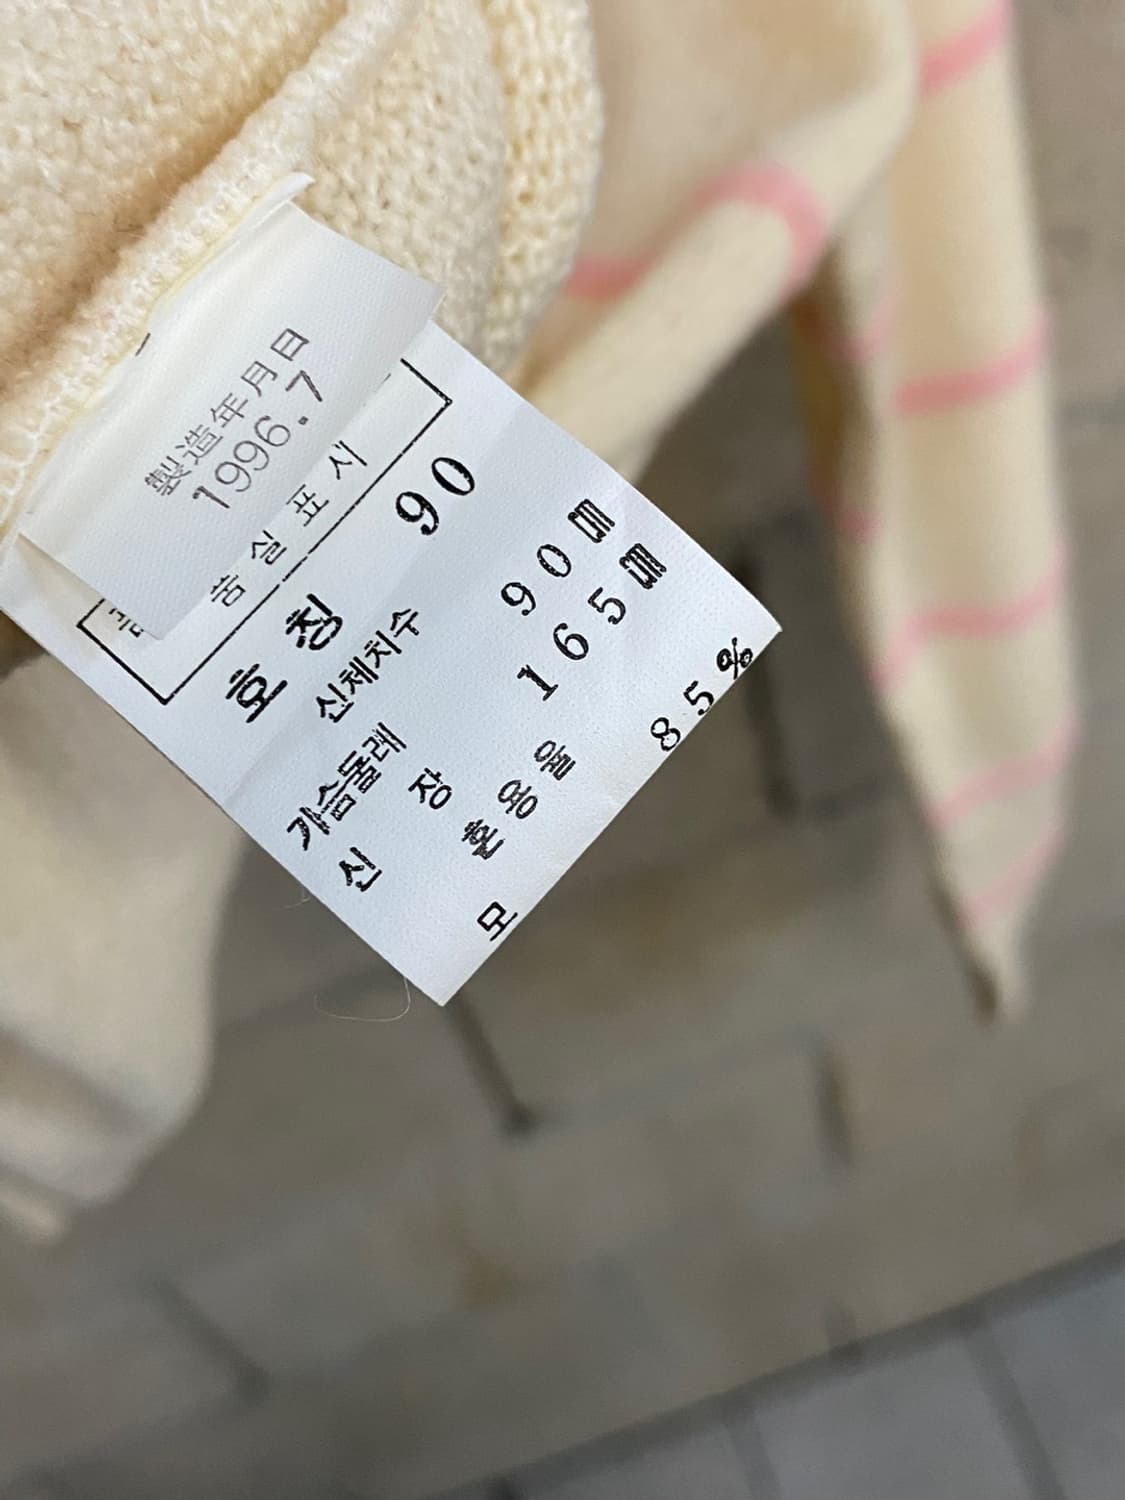 製造年月日
1996.7
품실표시
호칭 90
신체치수
가슴둘레 90㎝
신장 165㎝
혼용율
모 85%